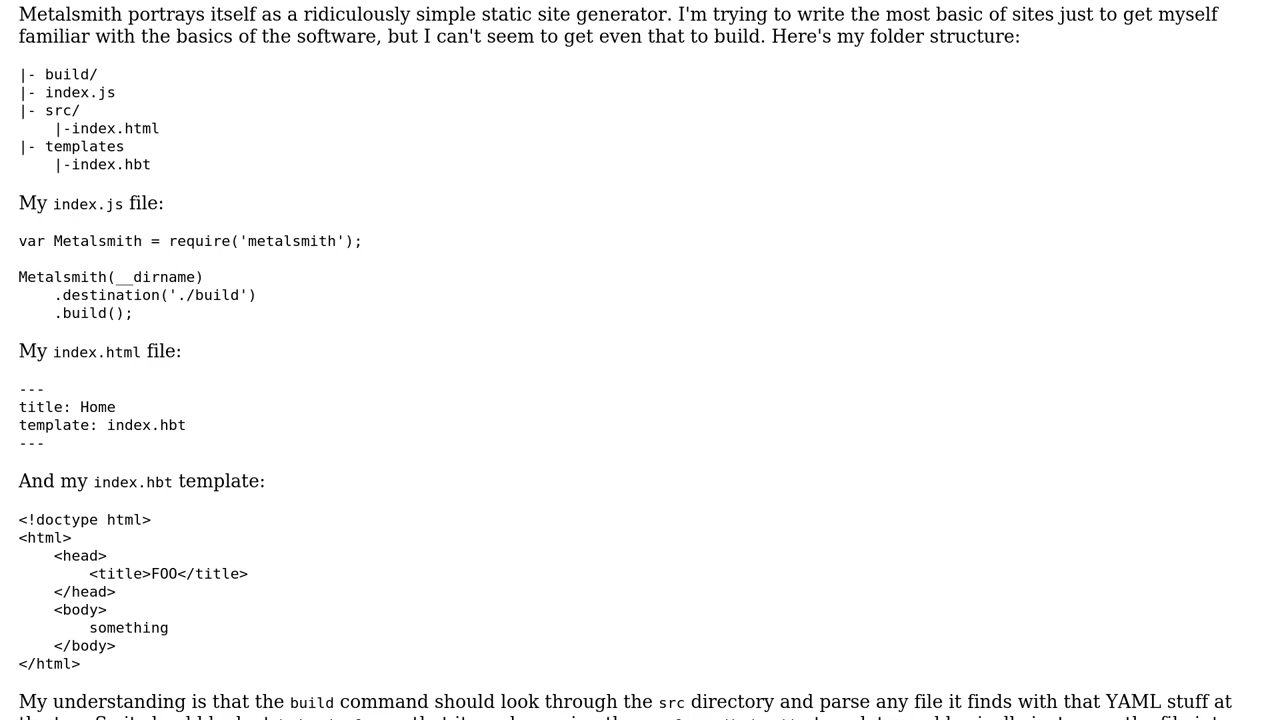 Metalsmith portrays itself as a ridiculously simple static site generator. I'm trying to write the most basic of sites just to get myself
familiar with the basics of the software, but I can't seem to get even that to build. Here's my folder structure:
|- build/
|- index.js
|- src/
    |-index.html
|- templates
    |-index.hbt
My index.js file:
var Metalsmith = require('metalsmith');
Metalsmith(__dirname)
    .destination('./build')
    .build();
My index.html file:
---
title: Home
template: index.hbt
---
And my index.hbt template:
<!doctype html>
<html>
    <head>
        <title>FOO</title>
    </head>
    <body>
        something
    </body>
</html>
My understanding is that the build command should look through the src directory and parse any file it finds with that YAML stuff at